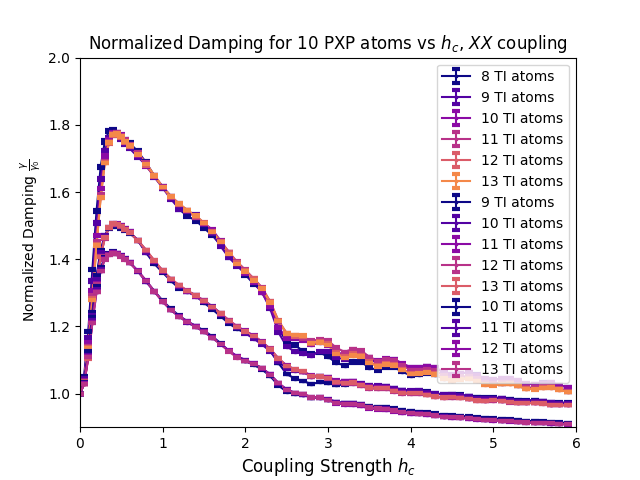 Normalized Damping for 10 PXP atoms vs $h_c$, $XX$ coupling
2.0
1.8
1.6
1.4
1.2
1.0
Normalized Damping $\frac{\gamma}{\gamma_0}$
0 1 2 3 4 5 6
Coupling Strength $h_c$
8 TI atoms
9 TI atoms
10 TI atoms
11 TI atoms
12 TI atoms
13 TI atoms
9 TI atoms
10 TI atoms
11 TI atoms
12 TI atoms
13 TI atoms
10 TI atoms
11 TI atoms
12 TI atoms
13 TI atoms